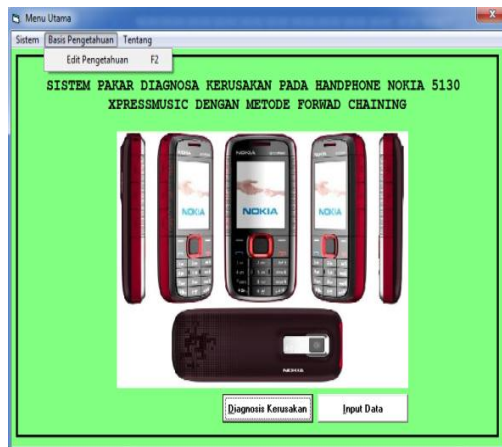 Menu Utama
Sistem Basis Pengetahuan Tentang
Edit Pengetahuan F2
SISTEM PAKAR DIAGNOSA KERUSAKAN PADA HANDPHONE NOKIA 5130
XPRESSMUSIC DENGAN METODE FORWAD CHAINING
NOKIA NOKIA NOKIA
NOKIA
Diagnosis Kerusakan Input Data